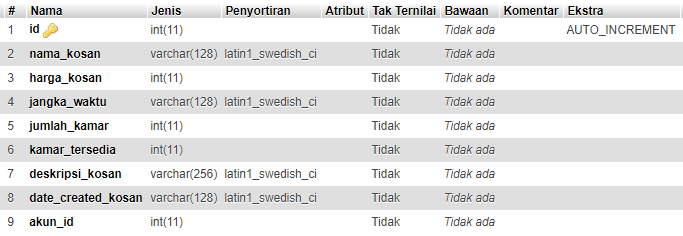 # Nama Jenis Penyortiran Atribut Tak Ternilai Bawaan Komentar Ekstra
1 id int(11) Tidak Tidak ada AUTO_INCREMENT
2 nama_kosan varchar(128) latin1_swedish_ci Tidak Tidak ada
3 harga_kosan int(11) Tidak Tidak ada
4 jangka_waktu varchar(128) latin1_swedish_ci Tidak Tidak ada
5 jumlah_kamar int(11) Tidak Tidak ada
6 kamar_tersedia int(11) Tidak Tidak ada
7 deskripsi_kosan varchar(256) latin1_swedish_ci Tidak Tidak ada
8 date_created_kosan varchar(128) latin1_swedish_ci Tidak Tidak ada
9 akun_id int(11) Tidak Tidak ada